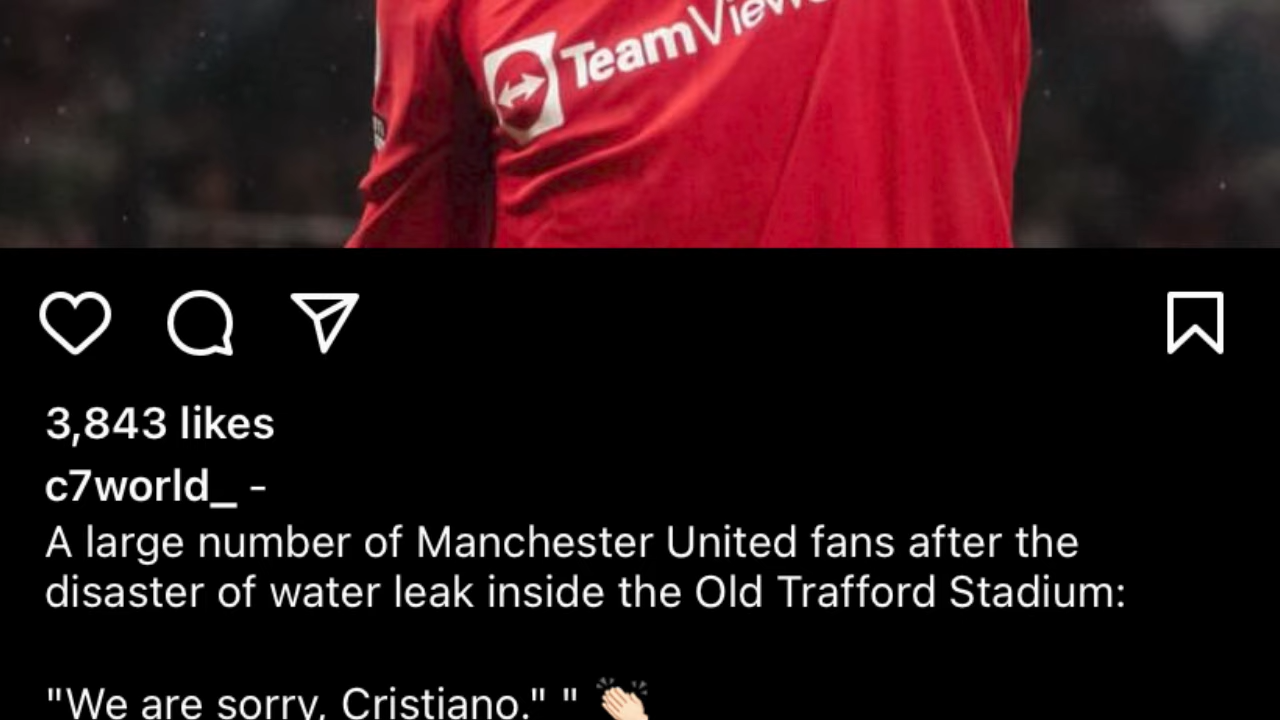 TeamViewe
3,843 likes
c7world_ -
A large number of Manchester United fans after the
disaster of water leak inside the Old Trafford Stadium:
"We are sorry, Cristiano." " 👏🏻